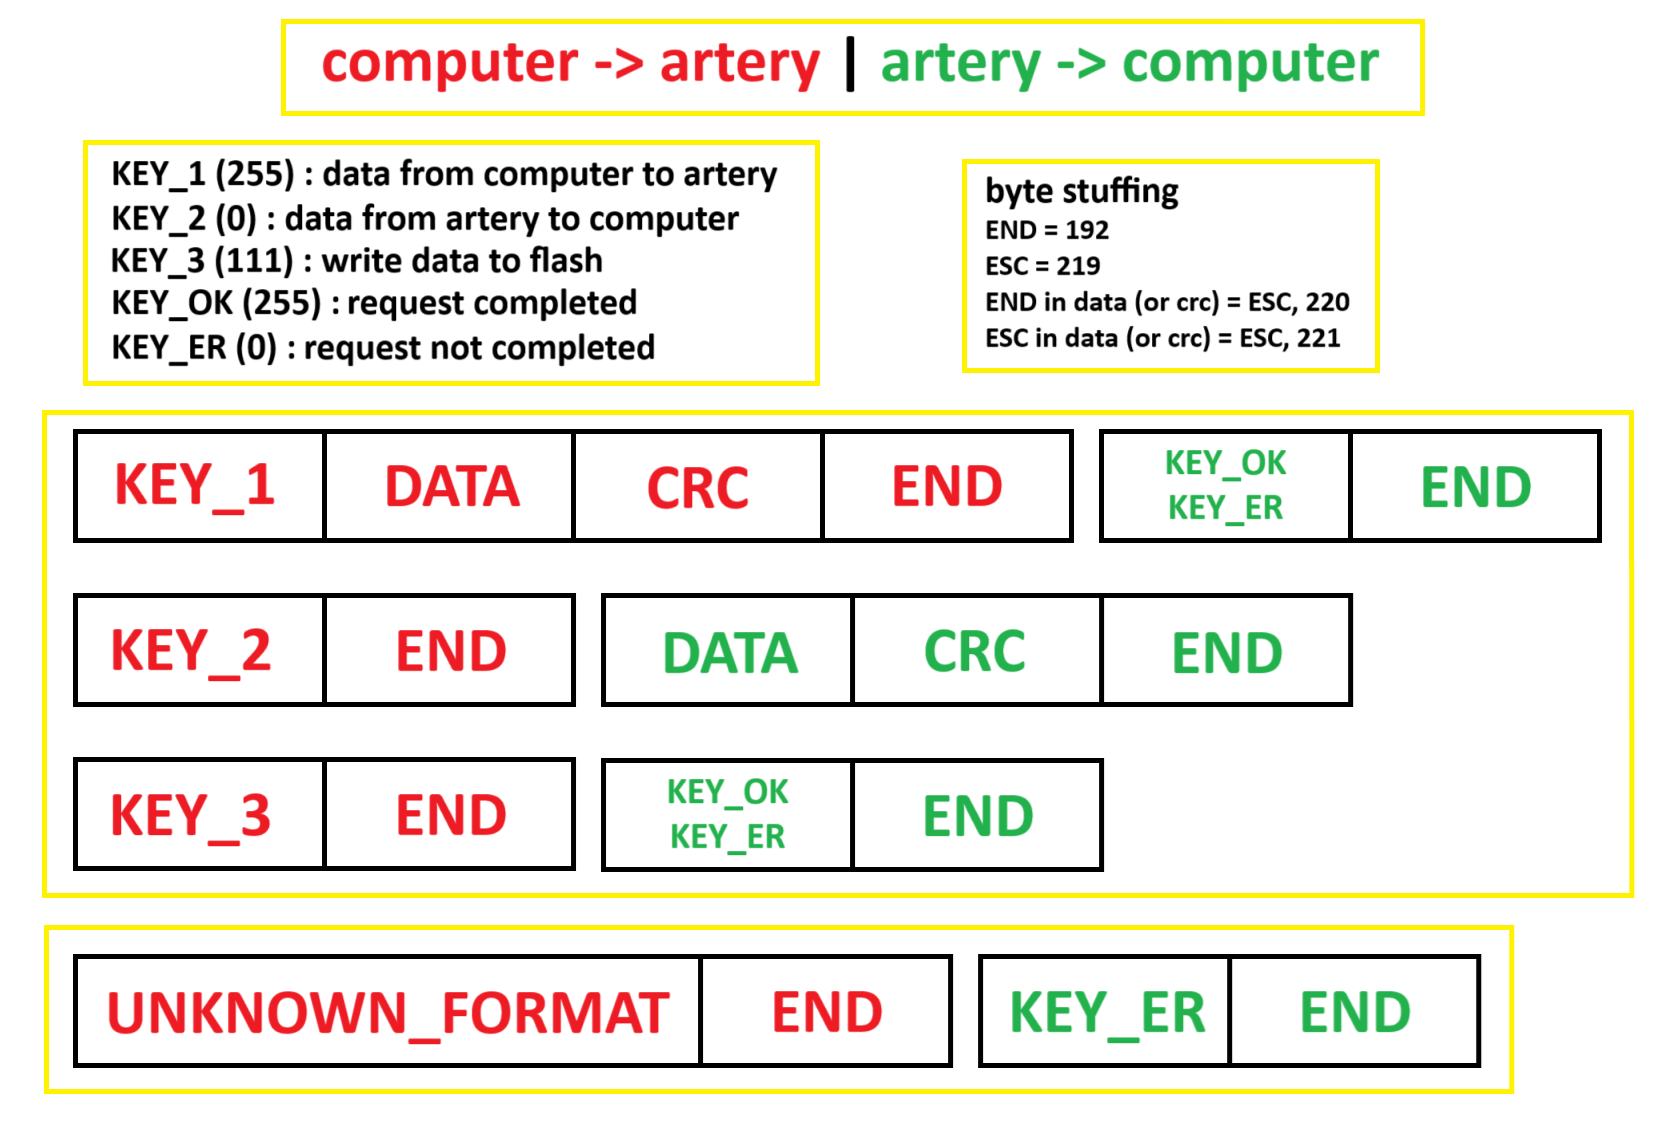 computer -> artery | artery -> computer
KEY_1 (255) : data from computer to artery
KEY_2 (0) : data from artery to computer
KEY_3 (111) : write data to flash
KEY_OK (255) : request completed
KEY_ER (0) : request not completed
byte stuffing
END = 192
ESC = 219
END in data (or crc) = ESC, 220
ESC in data (or crc) = ESC, 221
KEY_1 DATA CRC END KEY_OK END
KEY_ER
KEY_2 END DATA CRC END
KEY_3 END KEY_OK END
KEY_ER
UNKNOWN_FORMAT END KEY_ER END